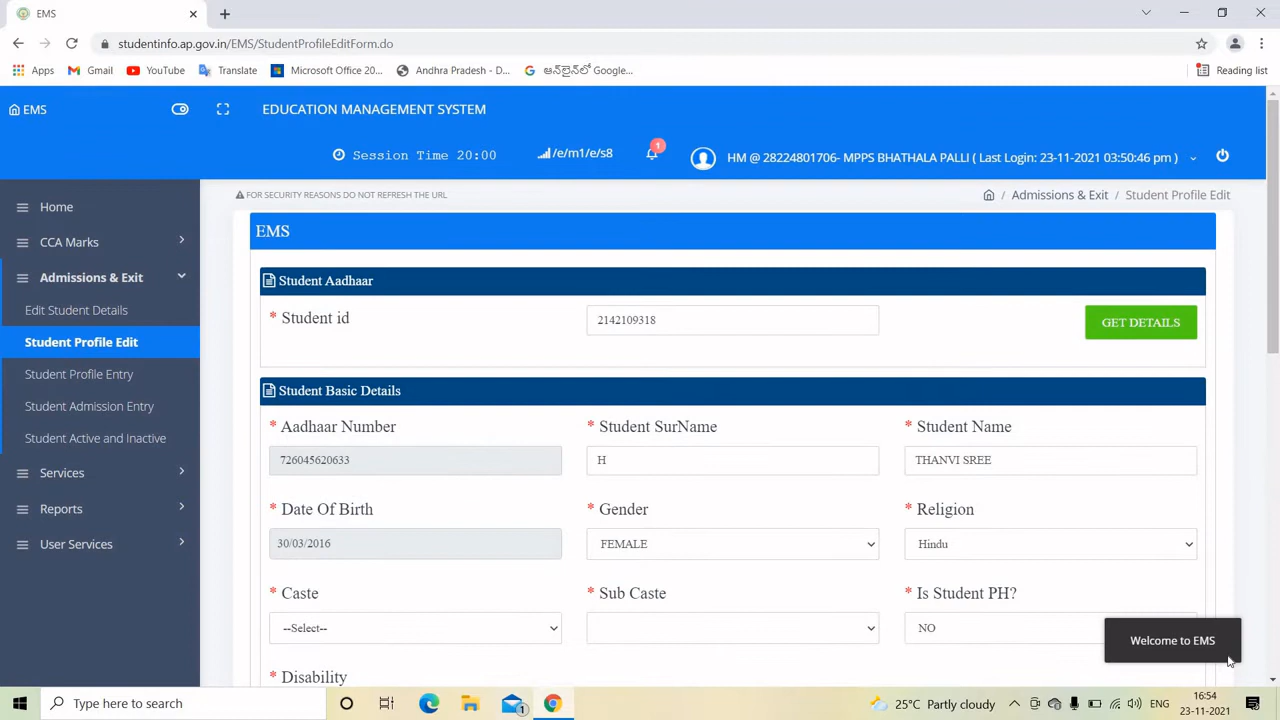 EMS
studentinfo.ap.gov.in/EMS/StudentProfileEditForm.do
Apps
Gmail
YouTube
Translate
Microsoft Office 20...
Andhra Pradesh - D...
ఆన్‌లైన్‌లో Google...
Reading list
EMS
EDUCATION MANAGEMENT SYSTEM
Session Time 20:00
/e/m1/e/s8
1
HM @ 28224801706- MPPS BHATHALA PALLI ( Last Login: 23-11-2021 03:50:46 pm )
FOR SECURITY REASONS DO NOT REFRESH THE URL
/ Admissions & Exit / Student Profile Edit
Home
CCA Marks
Admissions & Exit
Edit Student Details
Student Profile Edit
Student Profile Entry
Student Admission Entry
Student Active and Inactive
Services
Reports
User Services
EMS
Student Aadhaar
* Student id
2142109318
GET DETAILS
Student Basic Details
* Aadhaar Number
* Student SurName
* Student Name
726045620633
H
THANVI SREE
* Date Of Birth
* Gender
* Religion
30/03/2016
FEMALE
Hindu
* Caste
* Sub Caste
* Is Student PH?
--Select--
NO
Welcome to EMS
Disability
Type here to search
1
25°C Partly cloudy
ENG
16:54
23-11-2021